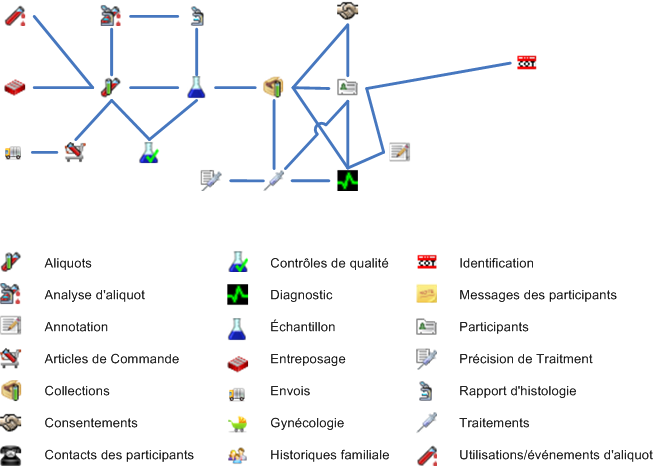 Aliquots
Contrôles de qualité
Identification
Analyse d'aliquot
Diagnostic
Messages des participants
Annotation
Échantillon
Participants
Articles de Commande
Entreposage
Précision de Traitment
Collections
Envois
Rapport d'histologie
Consentements
Gynécologie
Traitements
Contacts des participants
Historiques familiale
Utilisations/événements d'aliquot